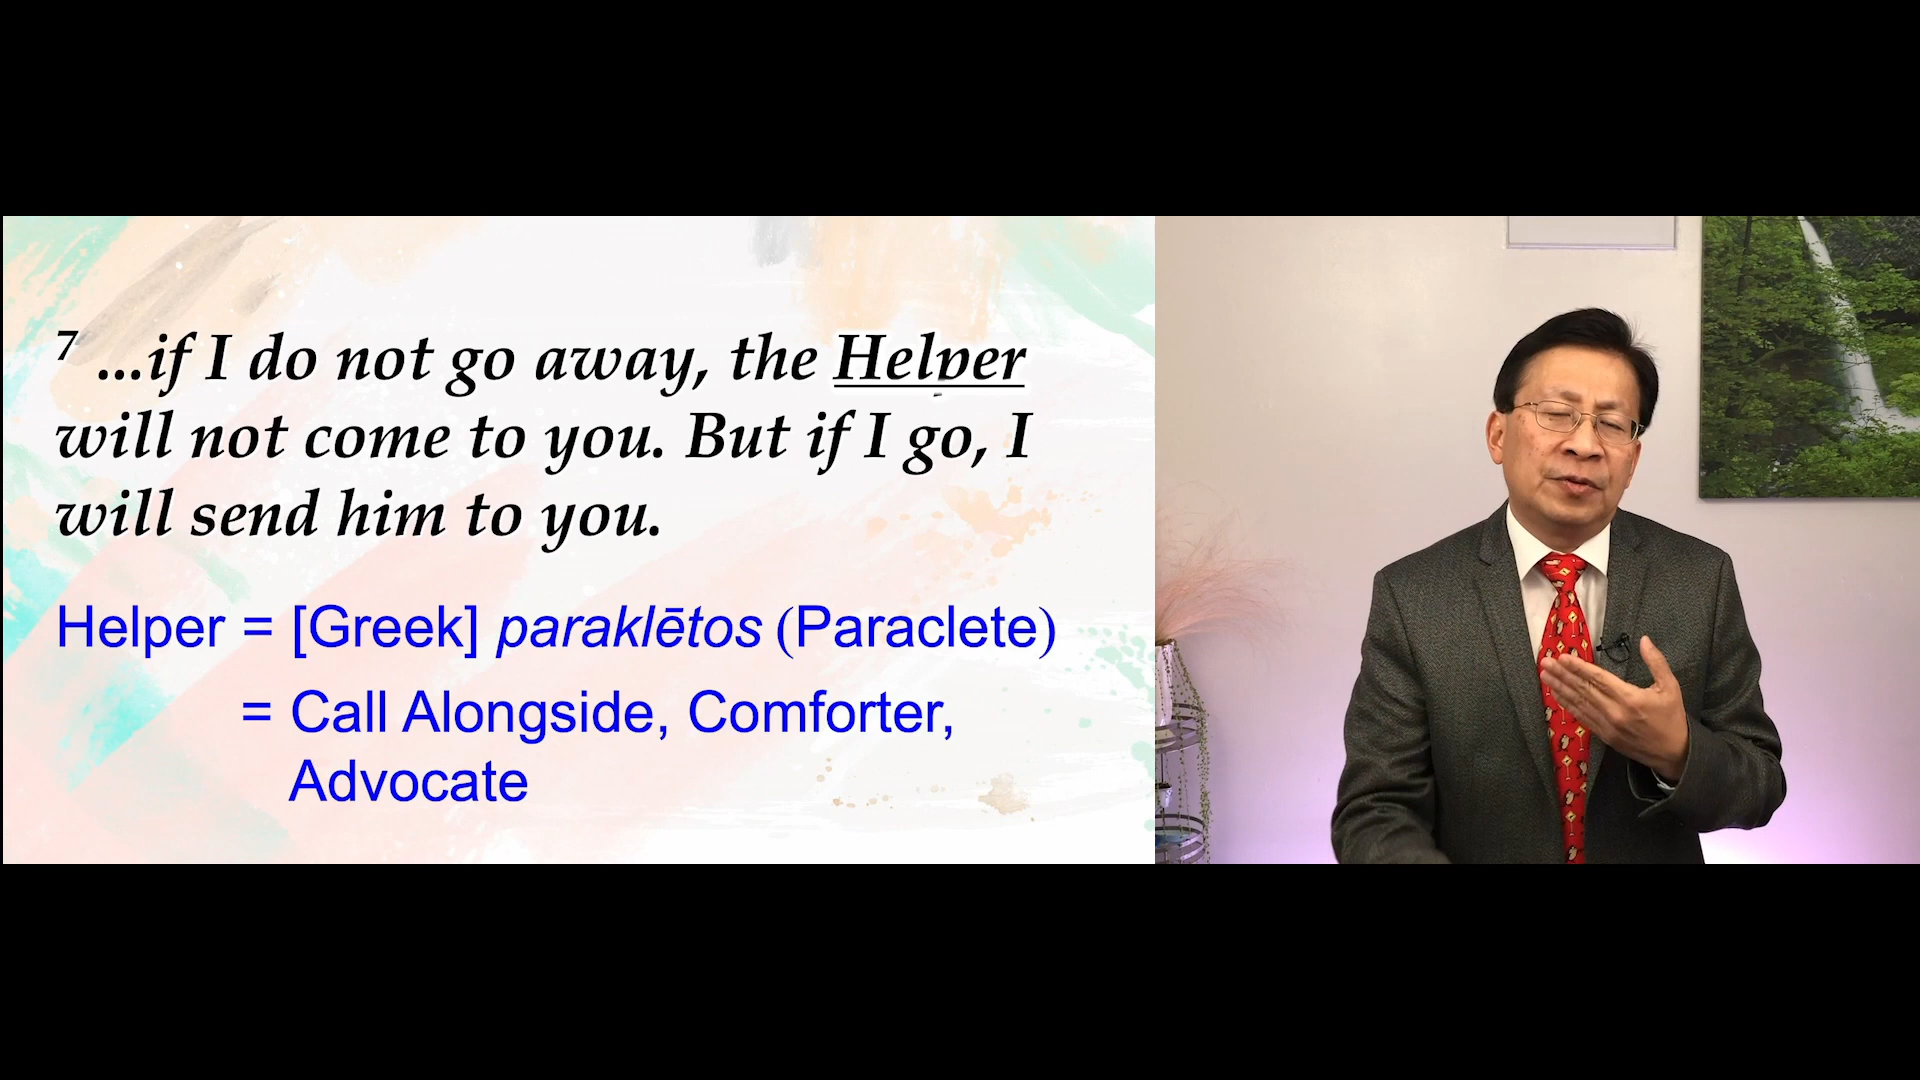 7 ...if I do not go away, the Helper
will not come to you. But if I go, I
will send him to you.
Helper = [Greek] paraklētos (Paraclete)
= Call Alongside, Comforter,
Advocate